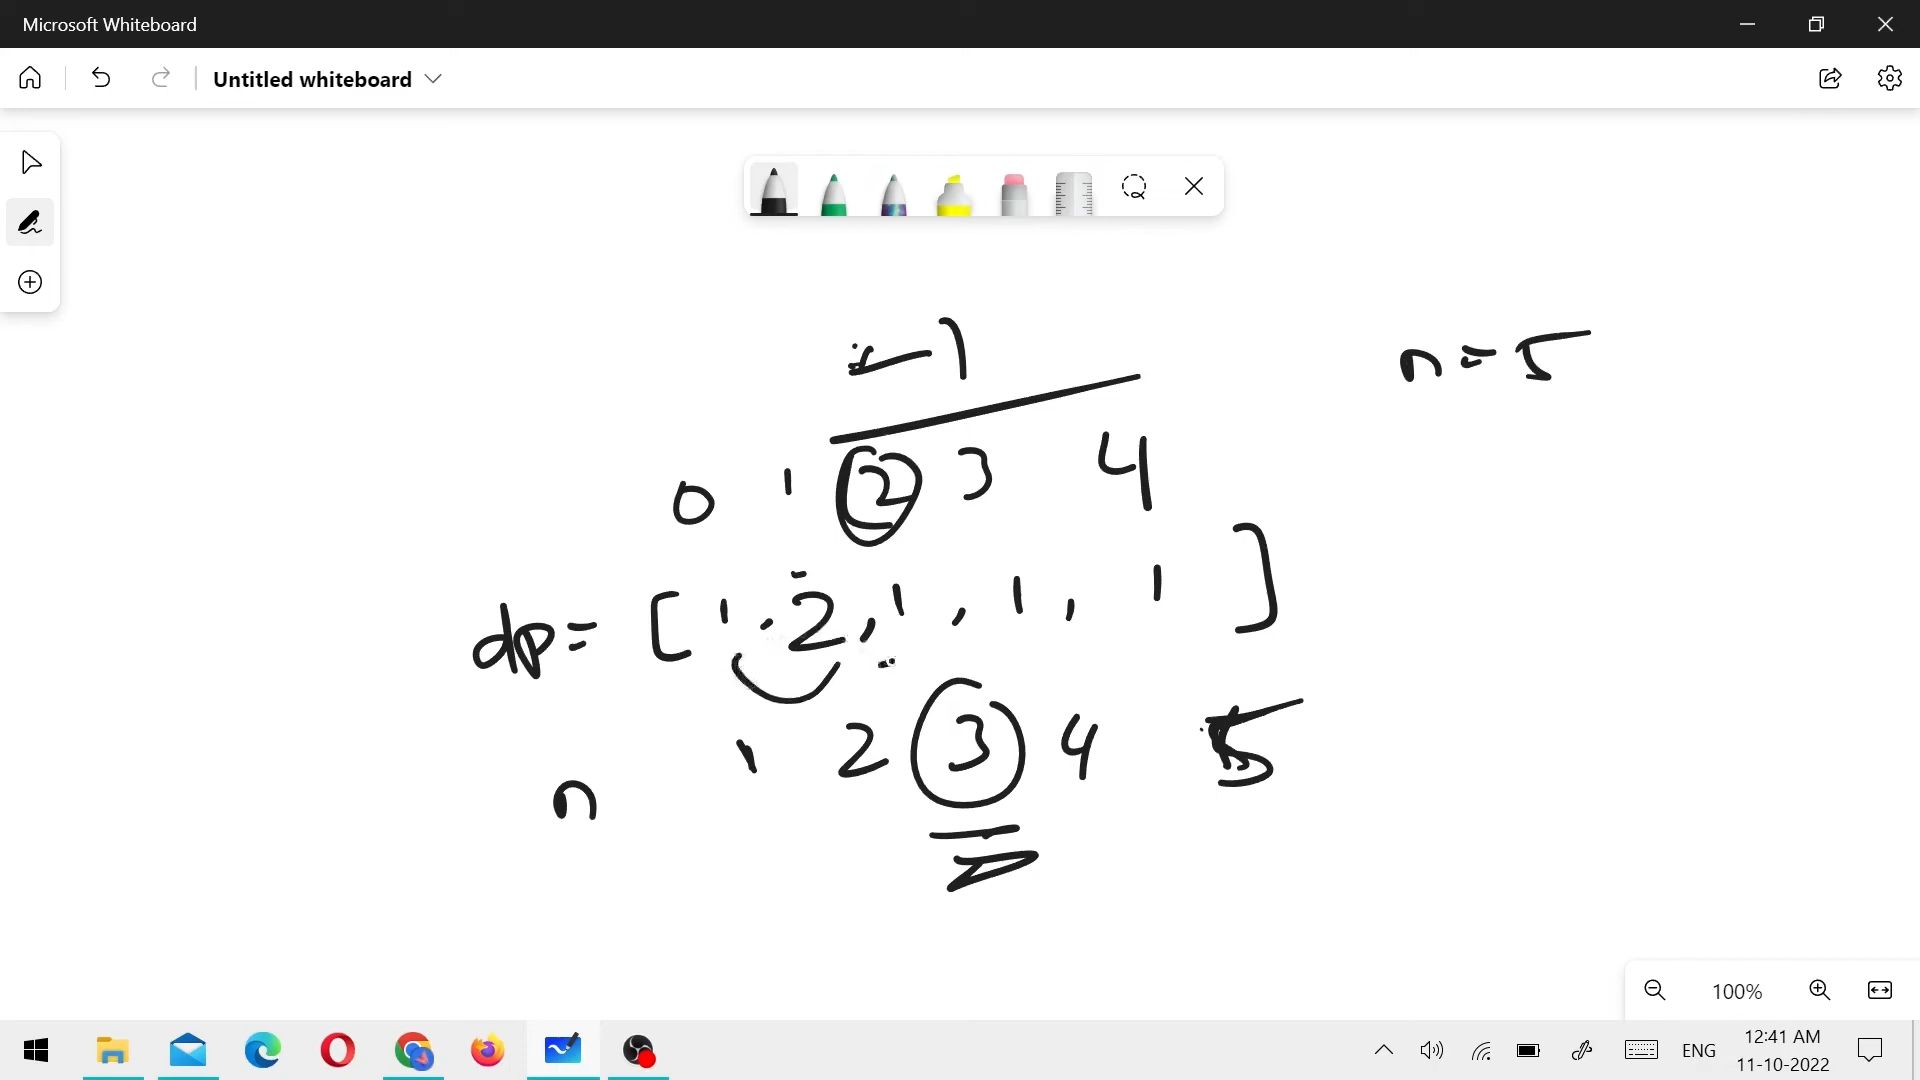 Microsoft Whiteboard
Untitled whiteboard
n = 5
0 1 2 3 4
dp = [ 1, 2, 1, 1, 1 ]
n 1 2 3 4 5
100%
ENG
12:41 AM
11-10-2022